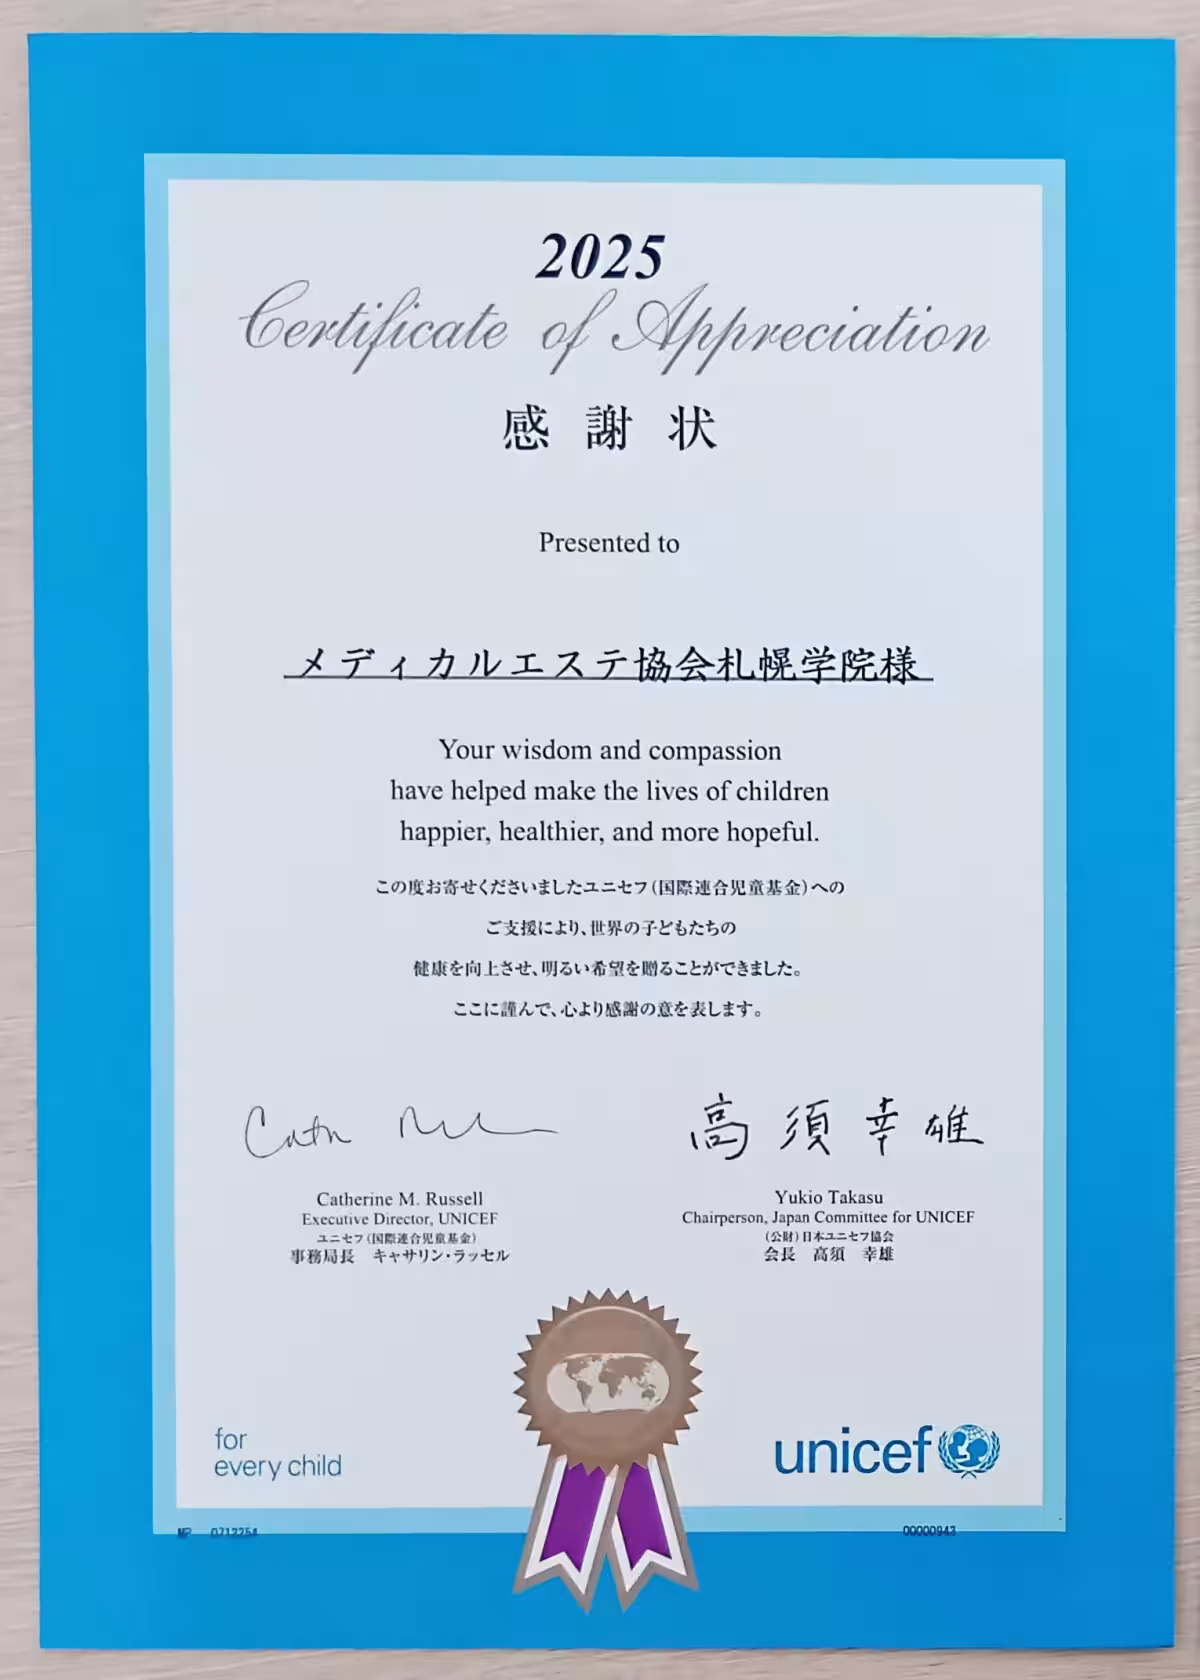 2025
Certificate of Appreciation
感謝状
Presented to
メディカルエステ協会札幌学院様
Your wisdom and compassion
have helped make the lives of children
happier, healthier, and more hopeful.
この度お寄せくださいましたユニセフ(国際連合児童基金)への
ご支援により、世界の子どもたちの
健康を向上させ、明るい希望を贈ることができました。
ここに謹んで、心より感謝の意を表します。
高須幸雄
Catherine M. Russell
Executive Director, UNICEF
ユニセフ(国際連合児童基金)
事務局長 キャサリン・ラッセル
Yukio Takasu
Chairperson, Japan Committee for UNICEF
(公財)日本ユニセフ協会
会長 高須 幸雄
for
every child
unicef
00000943